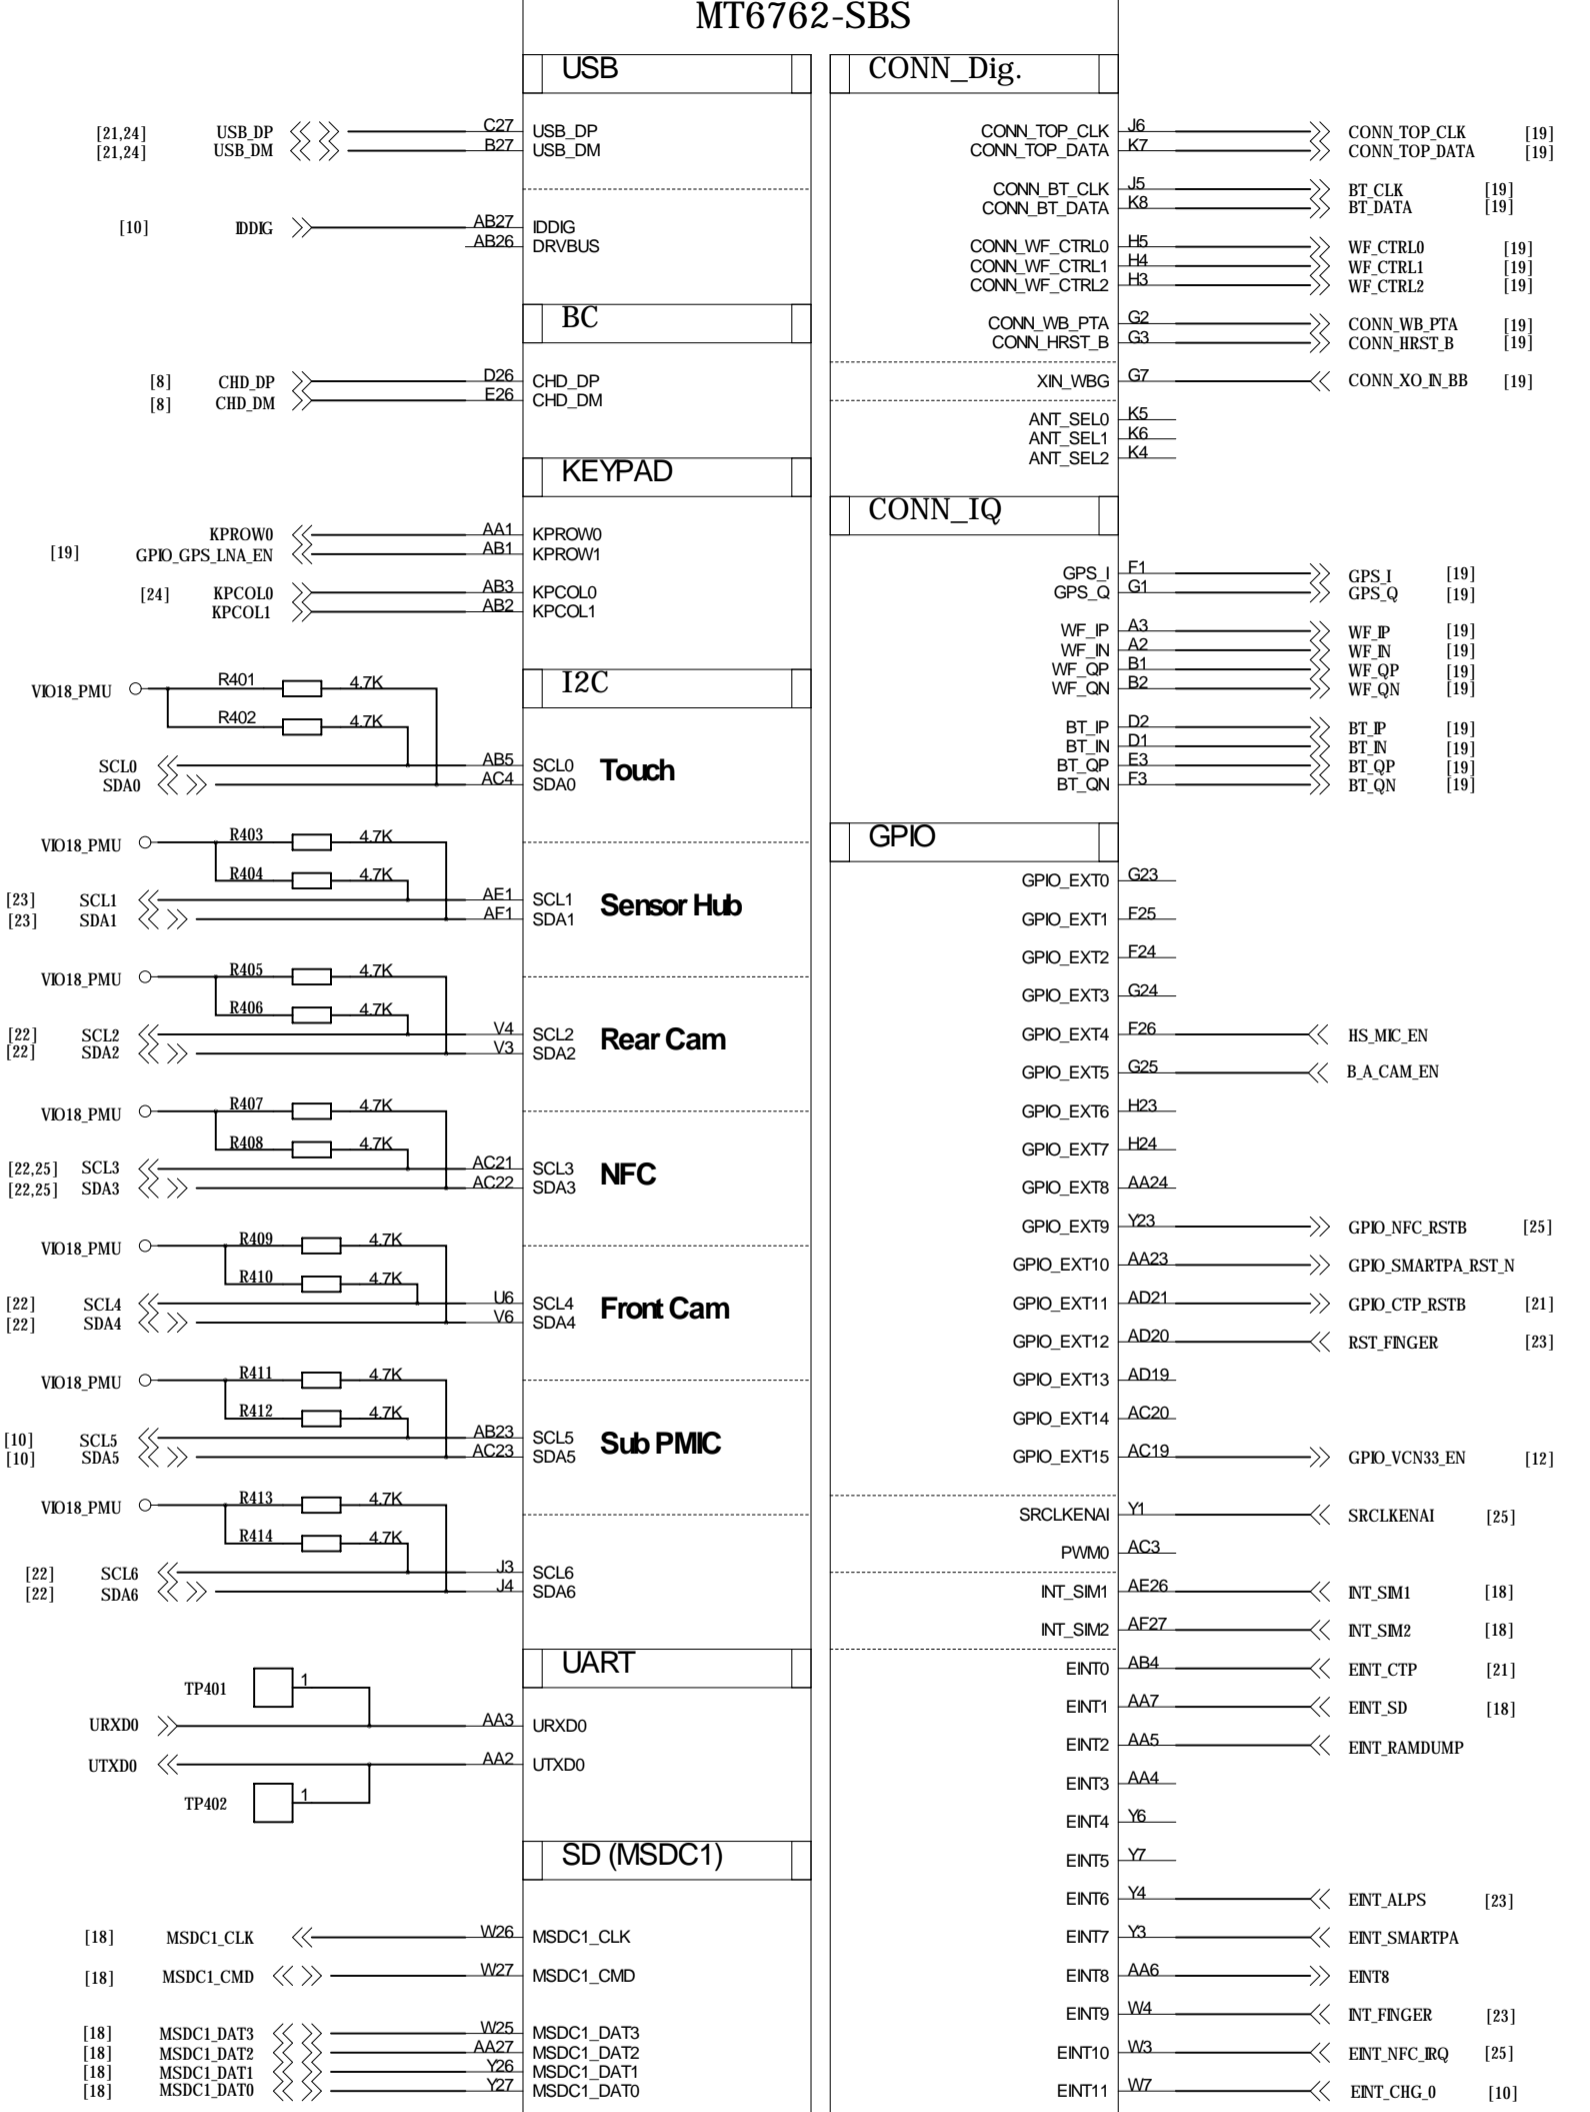 MT6762-SBS
USB
[21,24] USB_DP C27 USB_DP
[21,24] USB_DM B27 USB_DM
[10] IDDIG AB27 IDDIG
AB26 DRVBUS
BC
[8] CHD_DP D26 CHD_DP
[8] CHD_DM E26 CHD_DM
KEYPAD
KPROW0 AA1 KPROW0
[19] GPIO_GPS_LNA_EN AB1 KPROW1
[24] KPCOL0 AB3 KPCOL0
KPCOL1 AB2 KPCOL1
I2C
VIO18_PMU R401 4.7K
R402 4.7K
SCL0 AB5 SCL0 Touch
SDA0 AC4 SDA0
VIO18_PMU R403 4.7K
R404 4.7K
[23] SCL1 AE1 SCL1 Sensor Hub
[23] SDA1 AF1 SDA1
VIO18_PMU R405 4.7K
R406 4.7K
[22] SCL2 V4 SCL2 Rear Cam
[22] SDA2 V3 SDA2
VIO18_PMU R407 4.7K
R408 4.7K
[22,25] SCL3 AC21 SCL3 NFC
[22,25] SDA3 AC22 SDA3
VIO18_PMU R409 4.7K
R410 4.7K
[22] SCL4 U6 SCL4 Front Cam
[22] SDA4 V6 SDA4
VIO18_PMU R411 4.7K
R412 4.7K
[10] SCL5 AB23 SCL5 Sub PMIC
[10] SDA5 AC23 SDA5
VIO18_PMU R413 4.7K
R414 4.7K
[22] SCL6 J3 SCL6
[22] SDA6 J4 SDA6
UART
TP401 1
URXD0 AA3 URXD0
UTXD0 AA2 UTXD0
TP402 1
SD (MSDC1)
[18] MSDC1_CLK W26 MSDC1_CLK
[18] MSDC1_CMD W27 MSDC1_CMD
[18] MSDC1_DAT3 W25 MSDC1_DAT3
[18] MSDC1_DAT2 AA27 MSDC1_DAT2
[18] MSDC1_DAT1 Y26 MSDC1_DAT1
[18] MSDC1_DAT0 Y27 MSDC1_DAT0
CONN_Dig.
CONN_TOP_CLK J6 CONN_TOP_CLK [19]
CONN_TOP_DATA K7 CONN_TOP_DATA [19]
CONN_BT_CLK J5 BT_CLK [19]
CONN_BT_DATA K8 BT_DATA [19]
CONN_WF_CTRL0 H5 WF_CTRL0 [19]
CONN_WF_CTRL1 H4 WF_CTRL1 [19]
CONN_WF_CTRL2 H3 WF_CTRL2 [19]
CONN_WB_PTA G2 CONN_WB_PTA [19]
CONN_HRST_B G3 CONN_HRST_B [19]
XIN_WBG G7 CONN_XO_IN_BB [19]
ANT_SEL0 K5
ANT_SEL1 K6
ANT_SEL2 K4
CONN_IQ
GPS_I F1 GPS_I [19]
GPS_Q G1 GPS_Q [19]
WF_IP A3 WF_IP [19]
WF_IN A2 WF_IN [19]
WF_QP B1 WF_QP [19]
WF_QN B2 WF_QN [19]
BT_IP D2 BT_IP [19]
BT_IN D1 BT_IN [19]
BT_QP E3 BT_QP [19]
BT_QN F3 BT_QN [19]
GPIO
GPIO_EXT0 G23
GPIO_EXT1 F25
GPIO_EXT2 F24
GPIO_EXT3 G24
GPIO_EXT4 F26 HS_MIC_EN
GPIO_EXT5 G25 B_A_CAM_EN
GPIO_EXT6 H23
GPIO_EXT7 H24
GPIO_EXT8 AA24
GPIO_EXT9 Y23 GPIO_NFC_RSTB [25]
GPIO_EXT10 AA23 GPIO_SMARTPA_RST_N
GPIO_EXT11 AD21 GPIO_CTP_RSTB [21]
GPIO_EXT12 AD20 RST_FINGER [23]
GPIO_EXT13 AD19
GPIO_EXT14 AC20
GPIO_EXT15 AC19 GPIO_VCN33_EN [12]
SRCLKENAI Y1 SRCLKENAI [25]
PWM0 AC3
INT_SIM1 AE26 INT_SIM1 [18]
INT_SIM2 AF27 INT_SIM2 [18]
EINT0 AB4 EINT_CTP [21]
EINT1 AA7 EINT_SD [18]
EINT2 AA5 EINT_RAMDUMP
EINT3 AA4
EINT4 Y6
EINT5 Y7
EINT6 Y4 EINT_ALPS [23]
EINT7 Y3 EINT_SMARTPA
EINT8 AA6 EINT8
EINT9 W4 INT_FINGER [23]
EINT10 W3 EINT_NFC_IRQ [25]
EINT11 W7 EINT_CHG_0 [10]